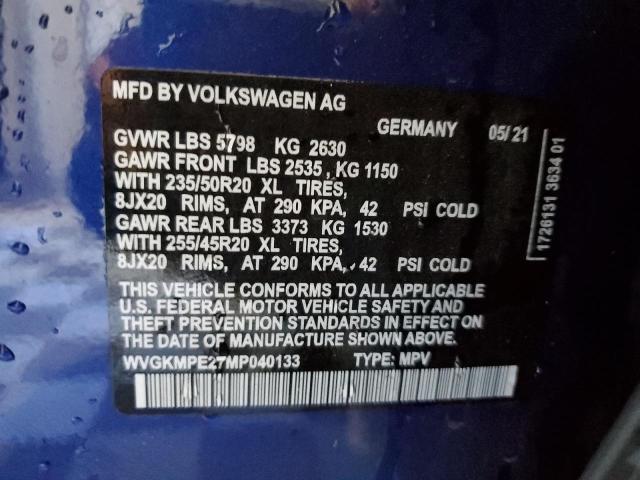 MFD BY VOLKSWAGEN AG
GERMANY 05/21
GVWR LBS 5798 KG 2630
GAWR FRONT LBS 2535, KG 1150
WITH 235/50R20 XL TIRES,
8JX20 RIMS, AT 290 KPA, 42 PSI COLD
GAWR REAR LBS 3373 KG 1530
WITH 255/45R20 XL TIRES,
8JX20 RIMS, AT 290 KPA, 42 PSI COLD
THIS VEHICLE CONFORMS TO ALL APPLICABLE
U.S. FEDERAL MOTOR VEHICLE SAFETY AND
THEFT PREVENTION STANDARDS IN EFFECT ON
THE DATE OF MANUFACTURE SHOWN ABOVE.
WVGKMPE27MP040133 TYPE: MPV
1726131 3634 01